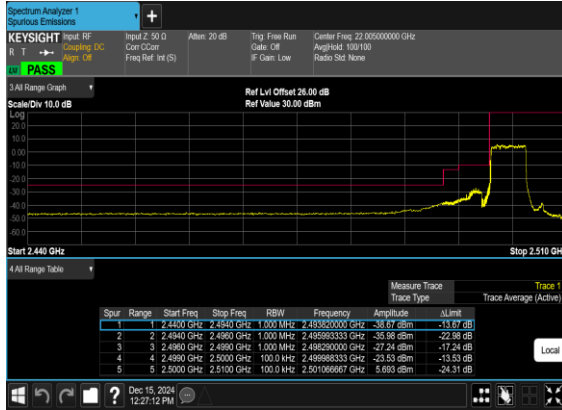 Spectrum Analyzer 1
Spurious Emissions
+
KEYSIGHT Input: RF Input Z: 50 Ω Atten: 20 dB Trig: Free Run Center Freq: 22.005000000 GHz
R T Coupling: DC Corr CCorr Gate: Off Avg|Hold: 100/100
Align: Off Freq Ref: Int (S) IF Gain: Low Radio Std: None
PASS
3 All Range Graph
Ref Lvl Offset 26.00 dB
Scale/Div 10.0 dB Ref Value 30.00 dBm
Log
20.0
10.0
0.00
-10.0
-20.0
-30.0
-40.0
-50.0
-60.0
Start 2.440 GHz Stop 2.510 GH
4 All Range Table
Measure Trace Trace 1
Trace Type Trace Average (Active)
Spur Range Start Freq Stop Freq RBW Frequency Amplitude ΔLimit
1 1 2.4400 GHz 2.4940 GHz 1.000 MHz 2.493820000 GHz -38.67 dBm -13.67 dB
2 2 2.4940 GHz 2.4960 GHz 1.000 MHz 2.495993333 GHz -35.98 dBm -22.98 dB
3 3 2.4960 GHz 2.4990 GHz 1.000 MHz 2.498290000 GHz -27.24 dBm -17.24 dB
4 4 2.4990 GHz 2.5000 GHz 100.0 kHz 2.499988333 GHz -23.53 dBm -13.53 dB
5 5 2.5000 GHz 2.5100 GHz 100.0 kHz 2.501066667 GHz 5.693 dBm -24.31 dB
Local
? Dec 15, 2024
12:27:12 PM